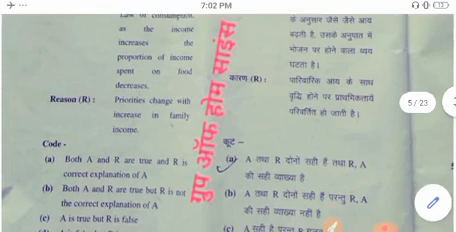 7:02 PM
Law of consumption,
as the income
increases the
proportion of income
spent on food
decreases.
Reason (R) : Priorities change with
increase in family
income.
Code -
(a) Both A and R are true and R is
correct explanation of A
(b) Both A and R are true but R is not
the correct explanation of A
(c) A is true but R is false
ग्रुप ऑफ होम साइंस
के अनुसार जैसे जैसे आय
बढ़ती है, उसके अनुपात में
भोजन पर होने वाला व्यय
घटता है।
कारण (R) : पारिवारिक आय के साथ
वृद्धि होने पर प्राथमिकतायें
परिवर्तित हो जाती है।
कूट –
(a) A तथा R दोनों सही हैं तथा R, A
की सही व्याख्या है
(b) A तथा R दोनों सही हैं परन्तु R, A
की सही व्याख्या नहीं है
(c) A सही है परन्तु R गलत
5 / 23